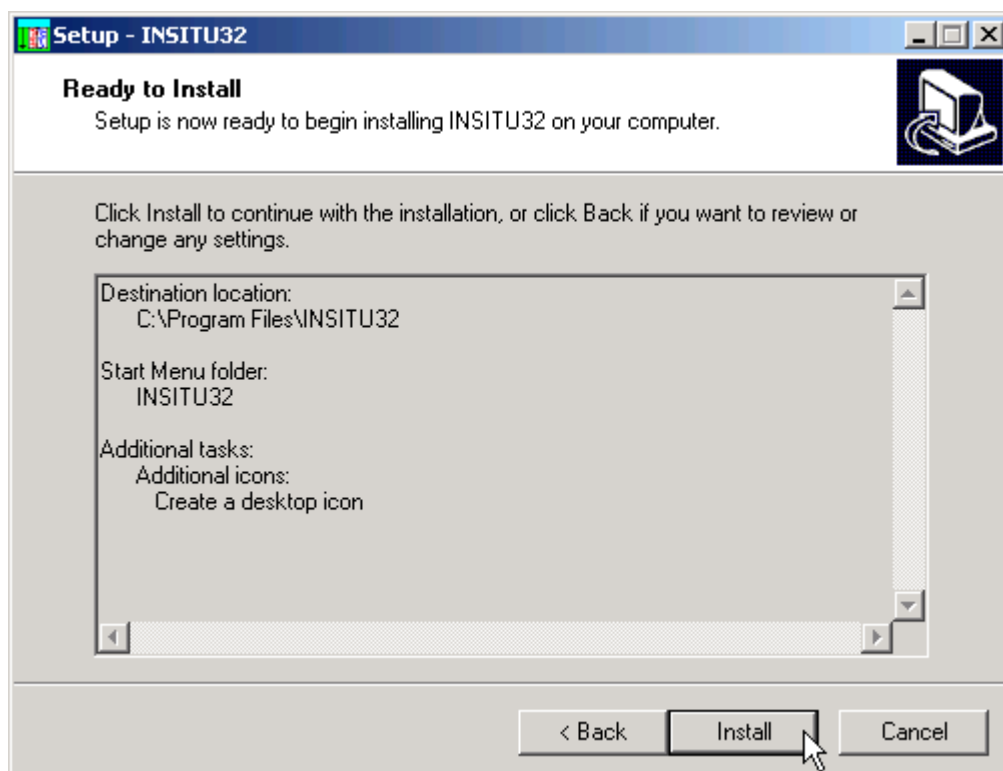 Setup - INSITU32
Ready to Install
Setup is now ready to begin installing INSITU32 on your computer.
Click Install to continue with the installation, or click Back if you want to review or
change any settings.
Destination location:
C:\Program Files\INSITU32
Start Menu folder:
INSITU32
Additional tasks:
Additional icons:
Create a desktop icon
< Back
Install
Cancel